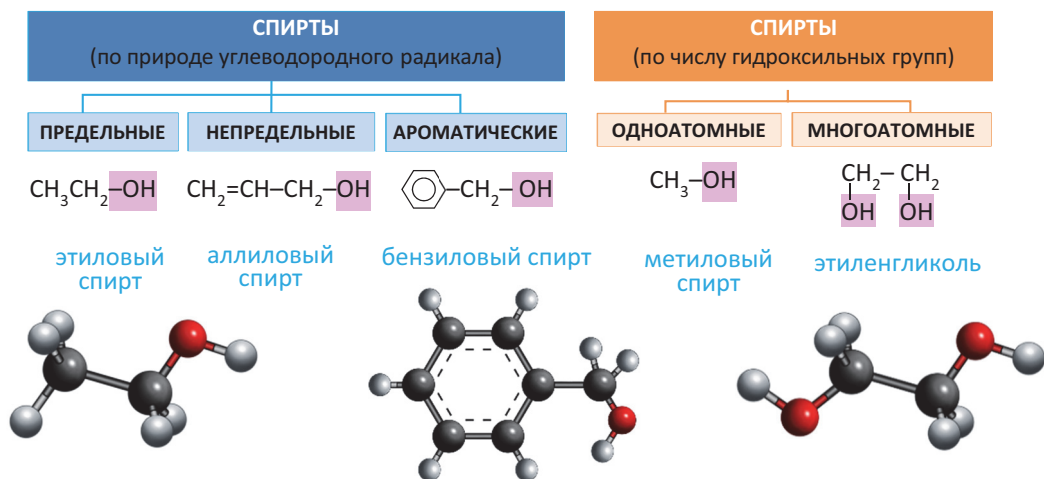 СПИРТЫ
(по природе углеводородного радикала)
ПРЕДЕЛЬНЫЕ
НЕПРЕДЕЛЬНЫЕ
АРОМАТИЧЕСКИЕ
CH₃CH₂–OH
CH₂=CH–CH₂–OH
–CH₂–OH
этиловый
спирт
аллиловый
спирт
бензиловый спирт
СПИРТЫ
(по числу гидроксильных групп)
ОДНОАТОМНЫЕ
МНОГОАТОМНЫЕ
CH₃–OH
CH₂–CH₂
OH OH
метиловый
спирт
этиленгликоль